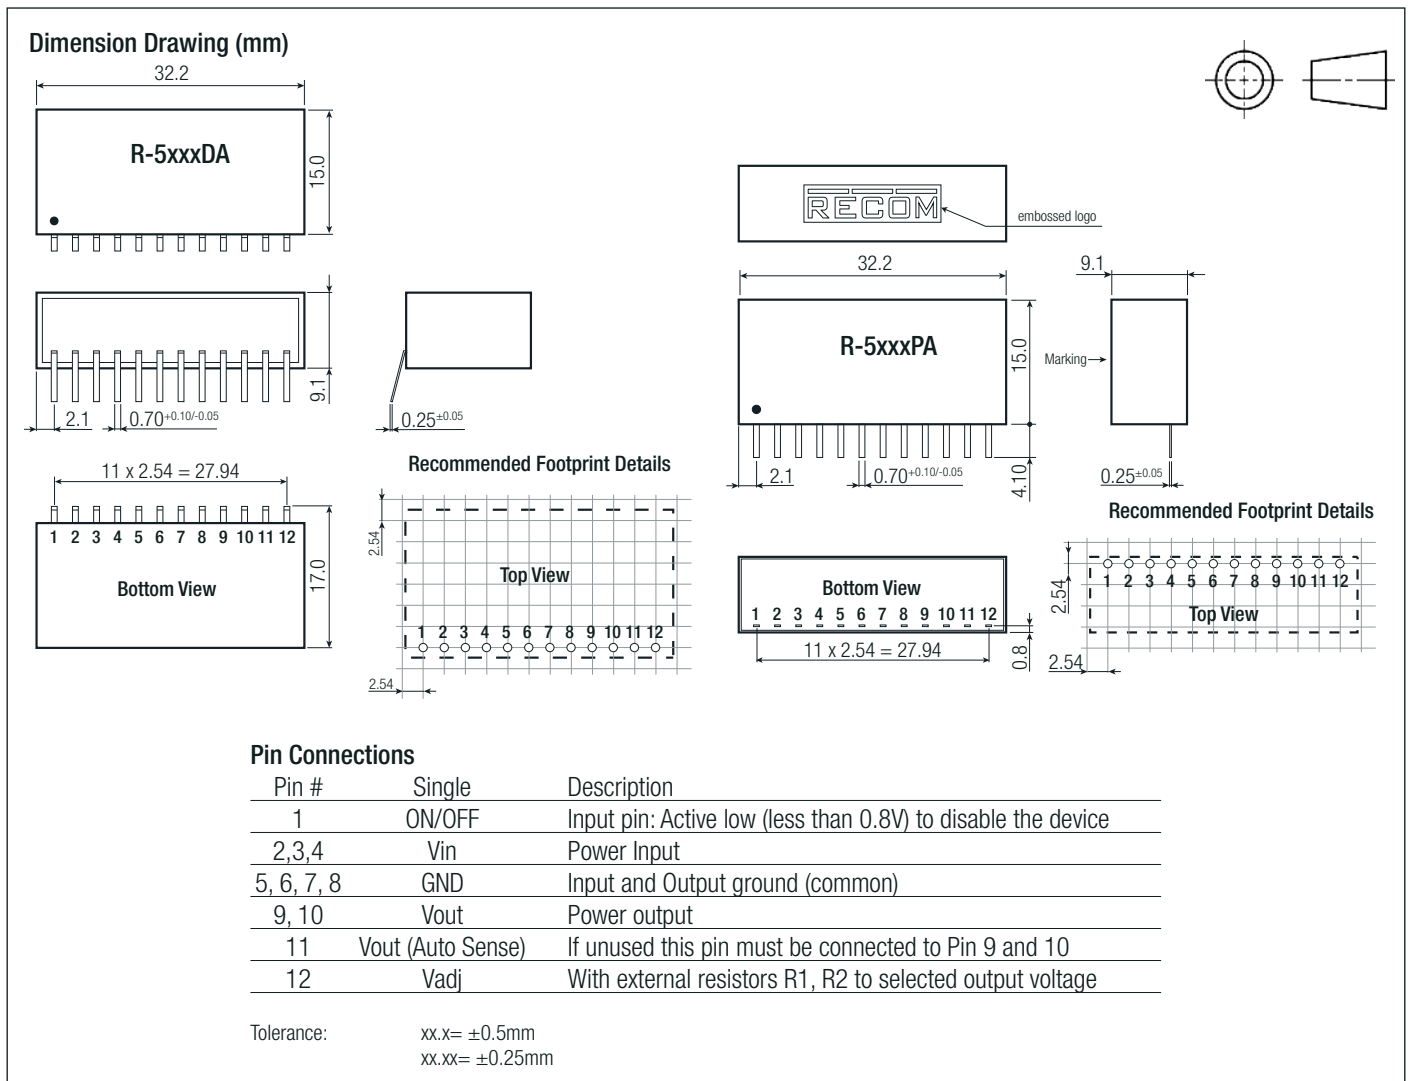 Dimension Drawing (mm)
32.2
R-5xxxDA
15.0
9.1
2.1
0.70+0.10/-0.05
0.25±0.05
11 x 2.54 = 27.94
1 2 3 4 5 6 7 8 9 10 11 12
Bottom View
17.0
Recommended Footprint Details
2.54
Top View
1 2 3 4 5 6 7 8 9 10 11 12
2.54
RECOM
embossed logo
32.2
9.1
R-5xxxPA
15.0
Marking
2.1
0.70+0.10/-0.05
4.10
0.25±0.05
Recommended Footprint Details
Bottom View
1 2 3 4 5 6 7 8 9 10 11 12
11 x 2.54 = 27.94
0.8
2.54
1 2 3 4 5 6 7 8 9 10 11 12
Top View
2.54
Pin Connections
Pin # Single Description
1 ON/OFF Input pin: Active low (less than 0.8V) to disable the device
2,3,4 Vin Power Input
5, 6, 7, 8 GND Input and Output ground (common)
9, 10 Vout Power output
11 Vout (Auto Sense) If unused this pin must be connected to Pin 9 and 10
12 Vadj With external resistors R1, R2 to selected output voltage
Tolerance: xx.x= ±0.5mm
xx.xx= ±0.25mm